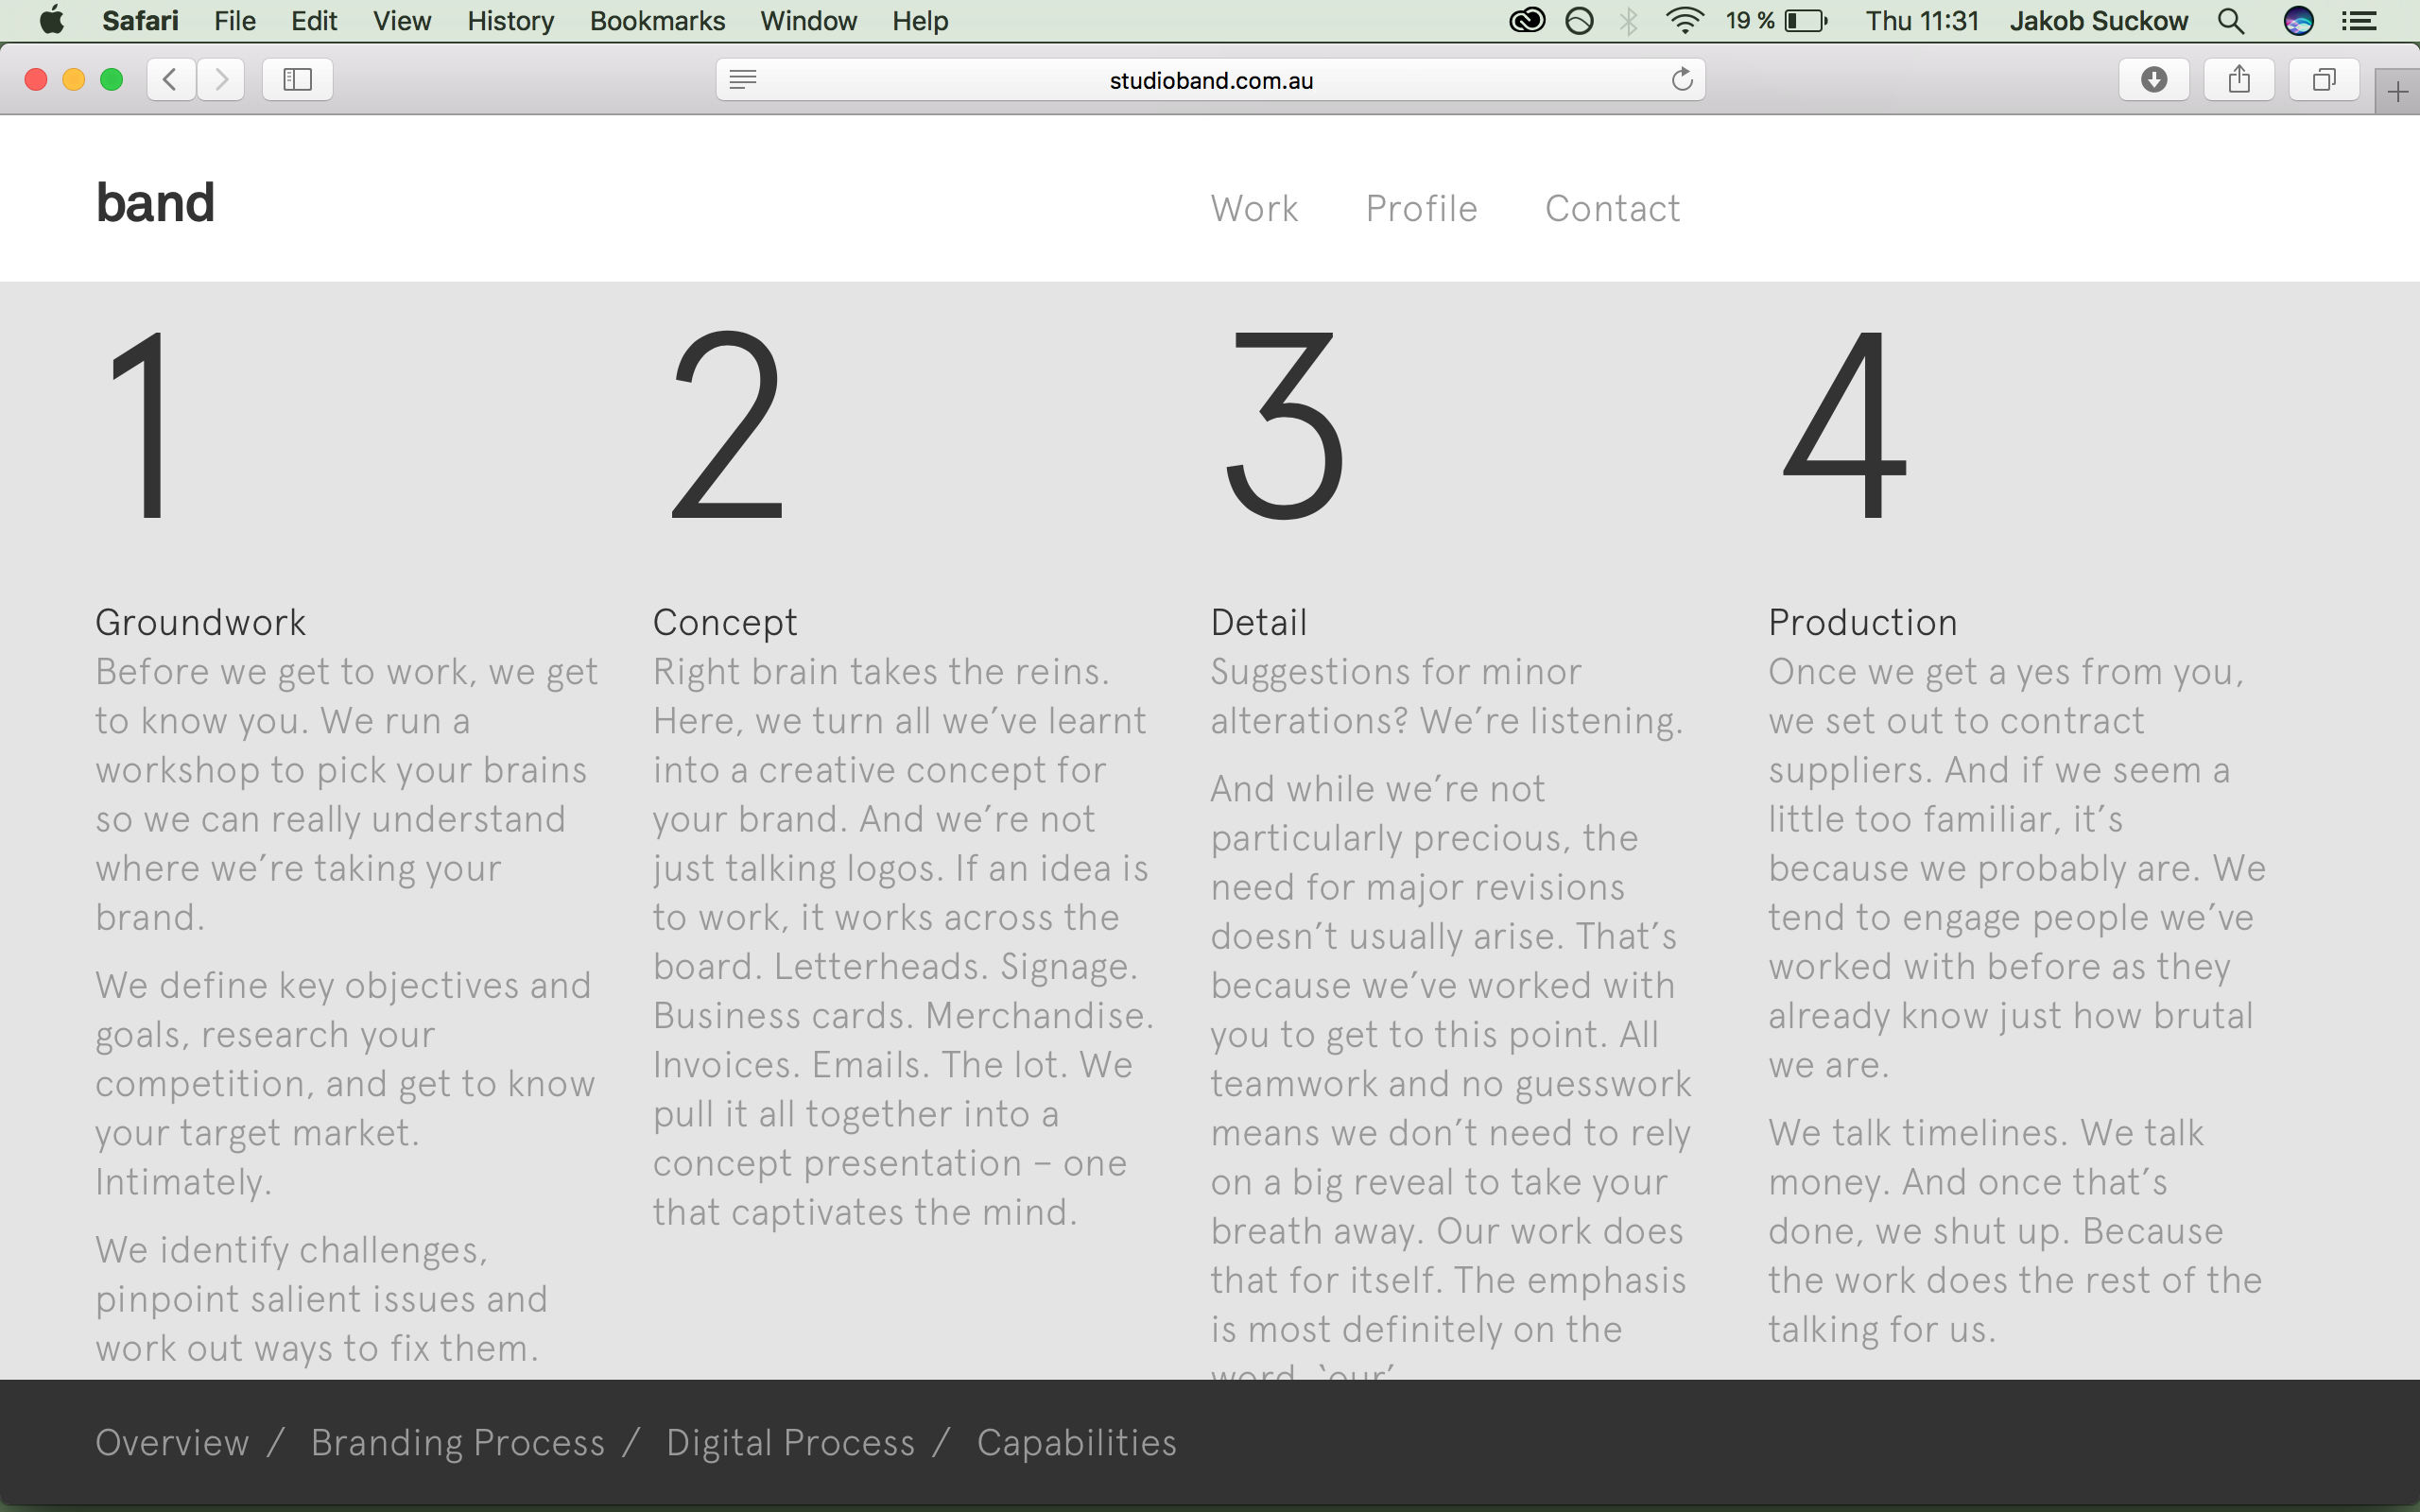 Safari File Edit View History Bookmarks Window Help 19 % Thu 11:31 Jakob Suckow
studioband.com.au
band
Work Profile Contact
1
Groundwork
Before we get to work, we get
to know you. We run a
workshop to pick your brains
so we can really understand
where we’re taking your
brand.
We define key objectives and
goals, research your
competition, and get to know
your target market.
Intimately.
We identify challenges,
pinpoint salient issues and
work out ways to fix them.
2
Concept
Right brain takes the reins.
Here, we turn all we’ve learnt
into a creative concept for
your brand. And we’re not
just talking logos. If an idea is
to work, it works across the
board. Letterheads. Signage.
Business cards. Merchandise.
Invoices. Emails. The lot. We
pull it all together into a
concept presentation – one
that captivates the mind.
3
Detail
Suggestions for minor
alterations? We’re listening.
And while we’re not
particularly precious, the
need for major revisions
doesn’t usually arise. That’s
because we’ve worked with
you to get to this point. All
teamwork and no guesswork
means we don’t need to rely
on a big reveal to take your
breath away. Our work does
that for itself. The emphasis
is most definitely on the
word, ‘our’
4
Production
Once we get a yes from you,
we set out to contract
suppliers. And if we seem a
little too familiar, it’s
because we probably are. We
tend to engage people we’ve
worked with before as they
already know just how brutal
we are.
We talk timelines. We talk
money. And once that’s
done, we shut up. Because
the work does the rest of the
talking for us.
Overview / Branding Process / Digital Process / Capabilities